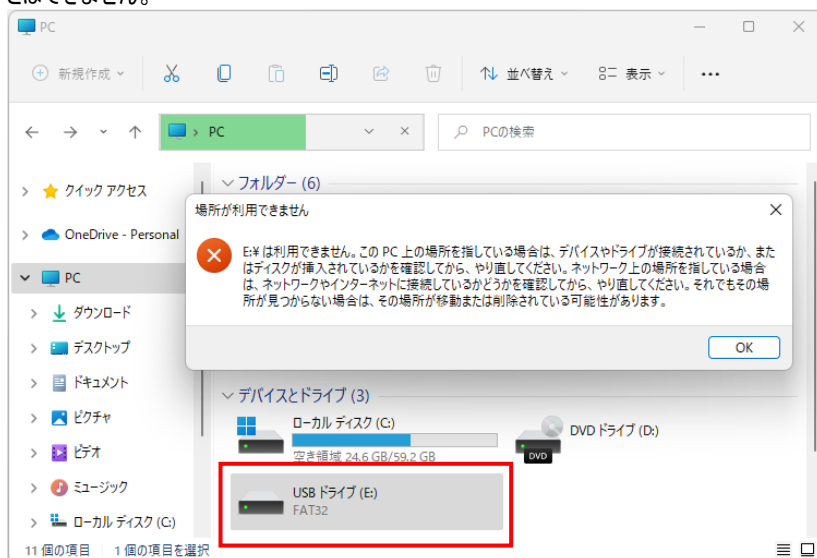 とはできません。
PC
新規作成
並べ替え
表示
PC
PCの検索
クイック アクセス
OneDrive - Personal
PC
ダウンロード
デスクトップ
ドキュメント
ピクチャ
ビデオ
ミュージック
ローカル ディスク (C:)
フォルダー (6)
場所が利用できません
E:¥ は利用できません。この PC 上の場所を指している場合は、デバイスやドライブが接続されているか、また
はディスクが挿入されているかを確認してから、やり直してください。ネットワーク上の場所を指している場合
は、ネットワークやインターネットに接続しているかどうかを確認してから、やり直してください。それでもその場
所が見つからない場合は、その場所が移動または削除されている可能性があります。
OK
デバイスとドライブ (3)
ローカル ディスク (C:)
空き領域 24.6 GB/59.2 GB
DVD ドライブ (D:)
DVD
USB ドライブ (E:)
FAT32
11 個の項目
1 個の項目を選択